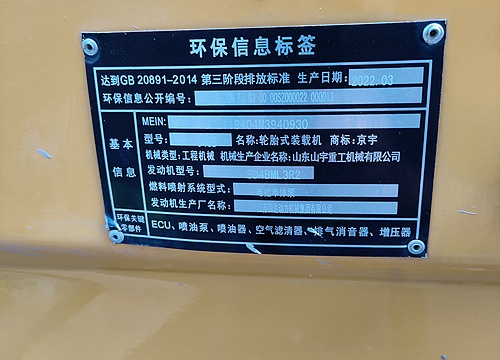 环保信息标签
达到GB 20891-2014 第三阶段排放标准 生产日期: 2022.03
环保信息公开编号:
基本信息
MEIN:
型号: 名称:轮胎式装载机 商标:京宇
机械类型:工程机械 机械生产企业名称:山东山宇重工机械有限公司
发动机型号: SD4BML3R2
燃料喷射系统型式:
发动机生产厂名称:
环保关键零部件
ECU、喷油泵、喷油器、空气滤清器、排气消音器、增压器